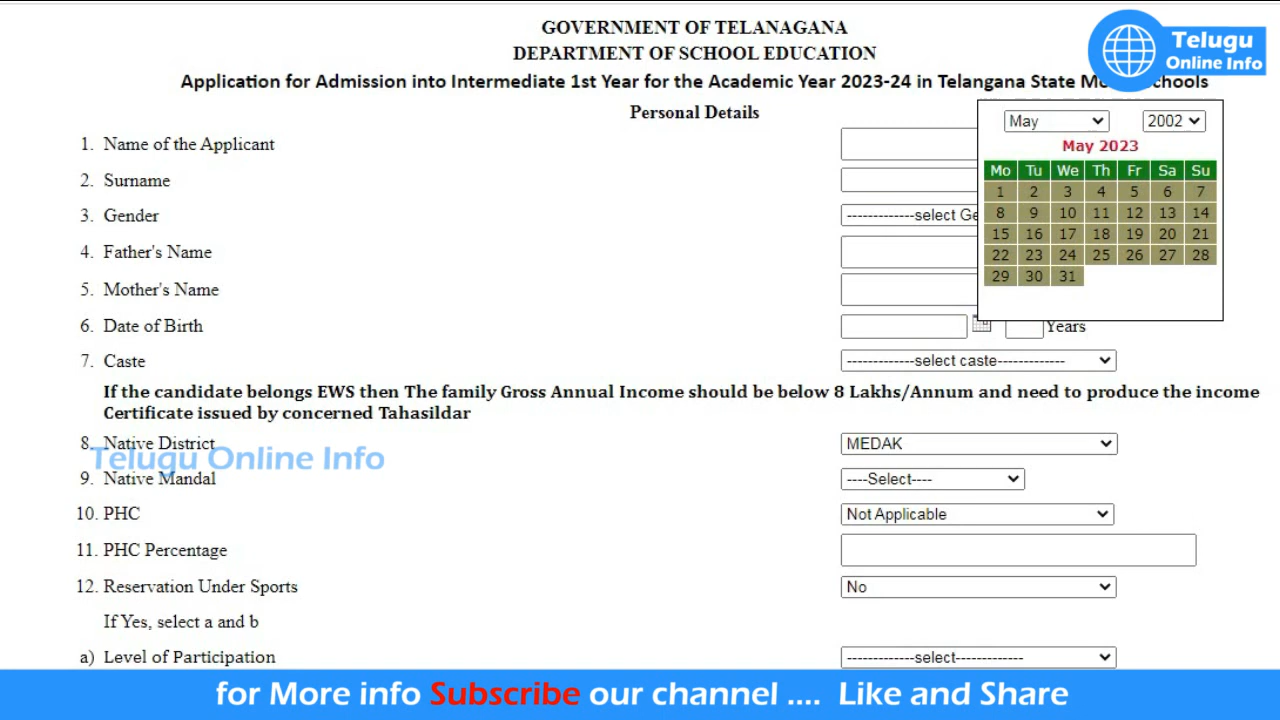 GOVERNMENT OF TELANAGANA
DEPARTMENT OF SCHOOL EDUCATION
Telugu
Online Info
Application for Admission into Intermediate 1st Year for the Academic Year 2023-24 in Telangana State
Personal Details
May 2002
May 2023
Mo Tu We Th Fr Sa Su
1 2 3 4 5 6 7
8 9 10 11 12 13 14
15 16 17 18 19 20 21
22 23 24 25 26 27 28
29 30 31
1. Name of the Applicant
2. Surname
3. Gender -------------select Ge
4. Father's Name
5. Mother's Name
6. Date of Birth Years
7. Caste -------------select caste-------------
If the candidate belongs EWS then The family Gross Annual Income should be below 8 Lakhs/Annum and need to produce the income
Certificate issued by concerned Tahasildar
8. Native District MEDAK
Telugu Online Info
9. Native Mandal ----Select----
10. PHC Not Applicable
11. PHC Percentage
12. Reservation Under Sports No
If Yes, select a and b
a) Level of Participation -------------select-------------
for More info Subscribe our channel .... Like and Share